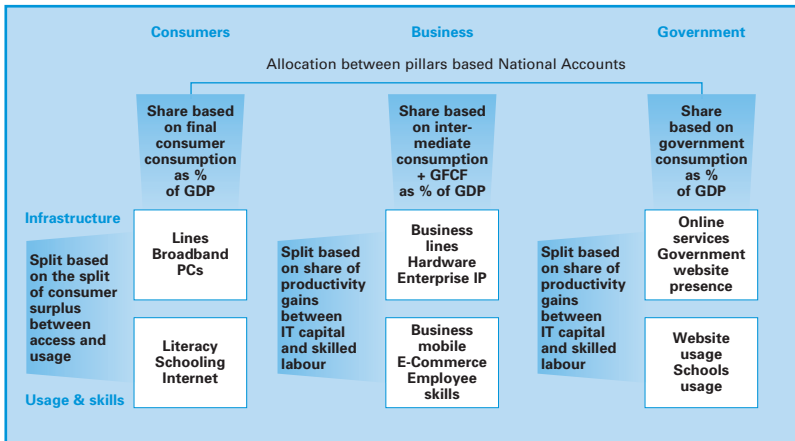 Consumers
Business
Government
Allocation between pillars based National Accounts
Share based
on final
consumer
consumption
as %
of GDP
Share based
on inter-
mediate
consumption
+ GFCF
as % of GDP
Share
based on
government
consumption
as %
of GDP
Infrastructure
Split based
on the split
of consumer
surplus
between
access and
usage
Lines
Broadband
PCs
Split based
on share of
productivity
gains
between
IT capital
and skilled
labour
Business
lines
Hardware
Enterprise IP
Split based
on share of
productivity
gains
between
IT capital
and skilled
labour
Online
services
Government
website
presence
Literacy
Schooling
Internet
Business
mobile
E-Commerce
Employee
skills
Website
usage
Schools
usage
Usage & skills